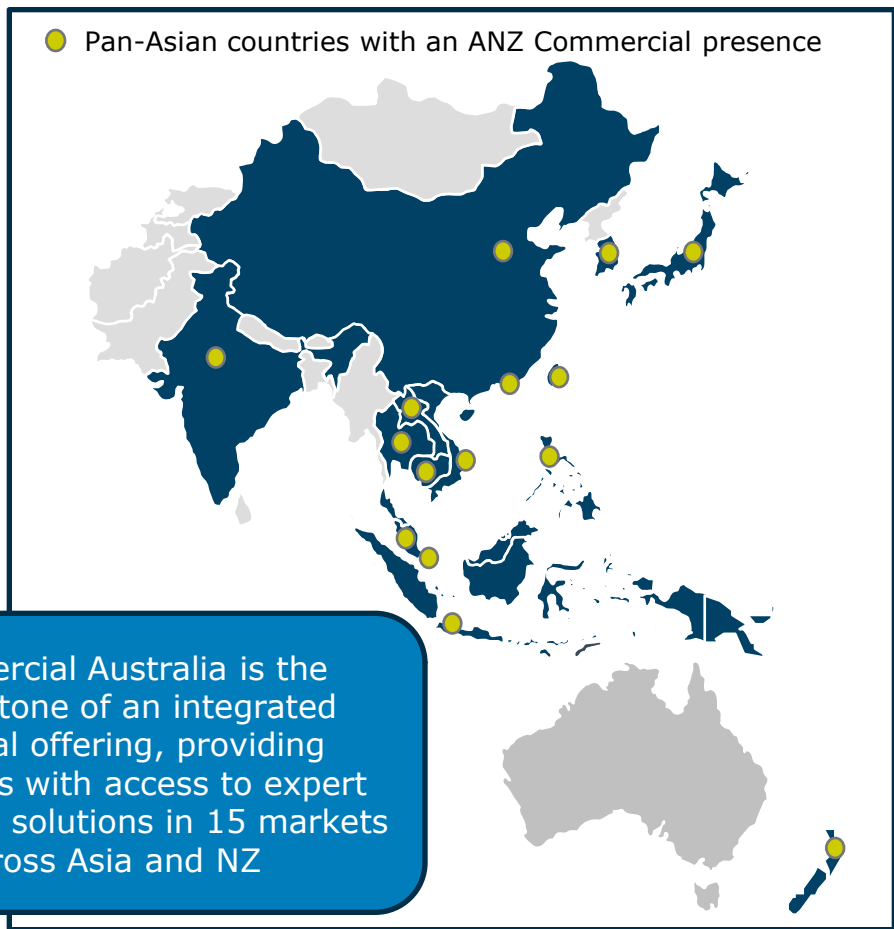 Pan-Asian countries with an ANZ Commercial presence
ercial Australia is the
tone of an integrated
al offering, providing
s with access to expert
solutions in 15 markets
ross Asia and NZ